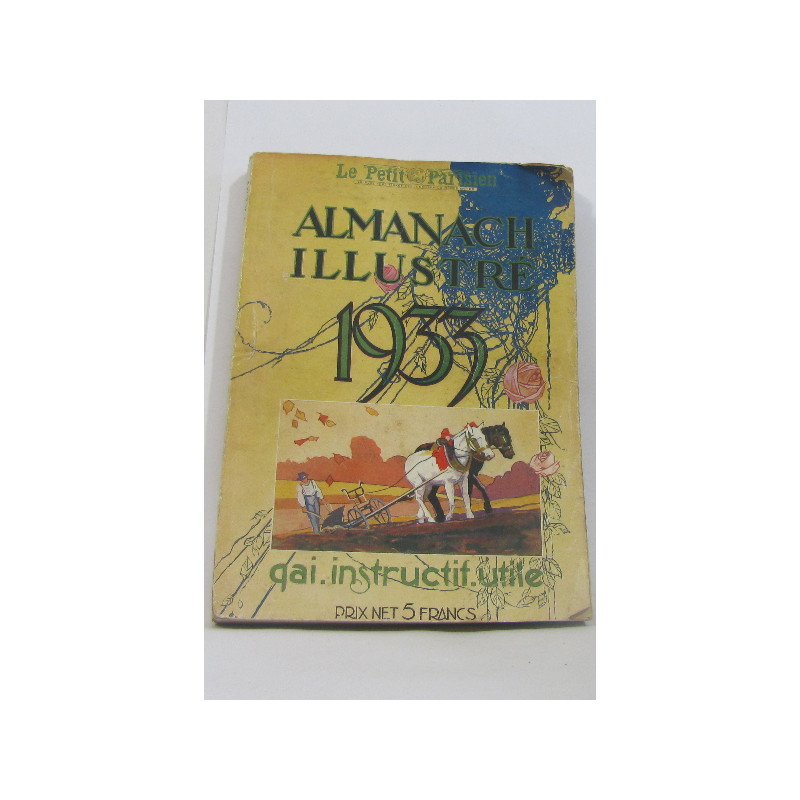 Le Petit Parisien
ALMANACH
ILLUSTRÉ
1933
gai.instructif.utile
PRIX NET 5 FRANCS